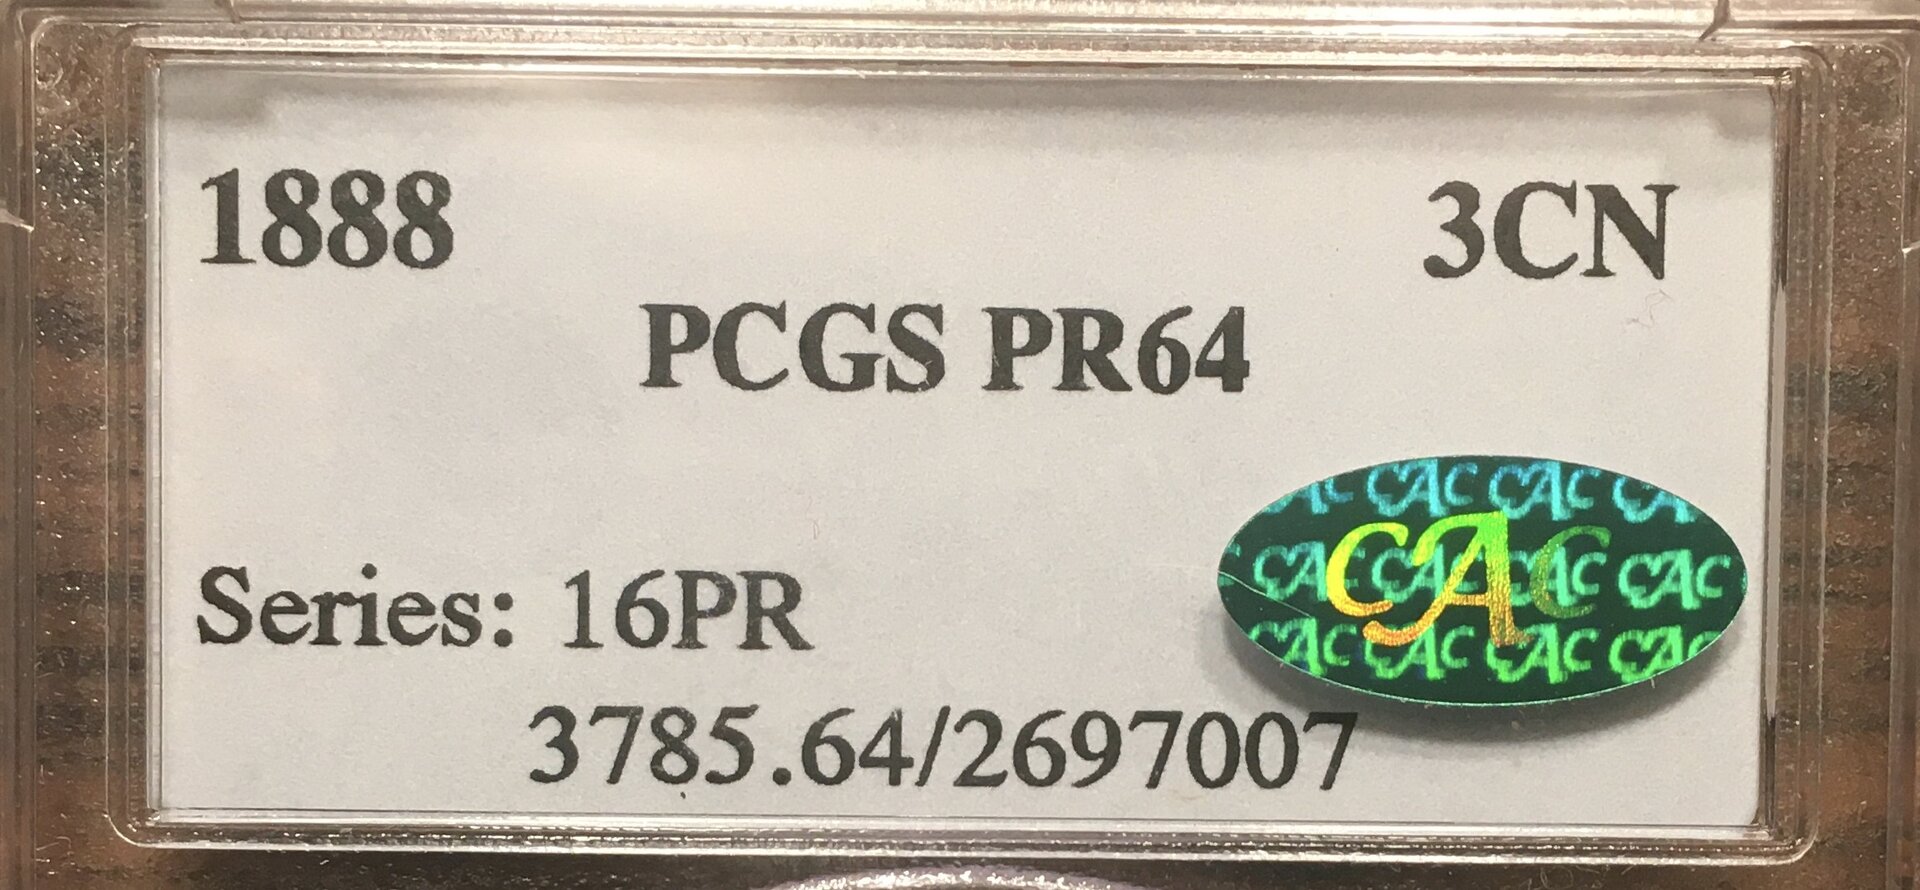 1888 3CN
PCGS PR64
CAC
Series: 16PR
3785.64/2697007